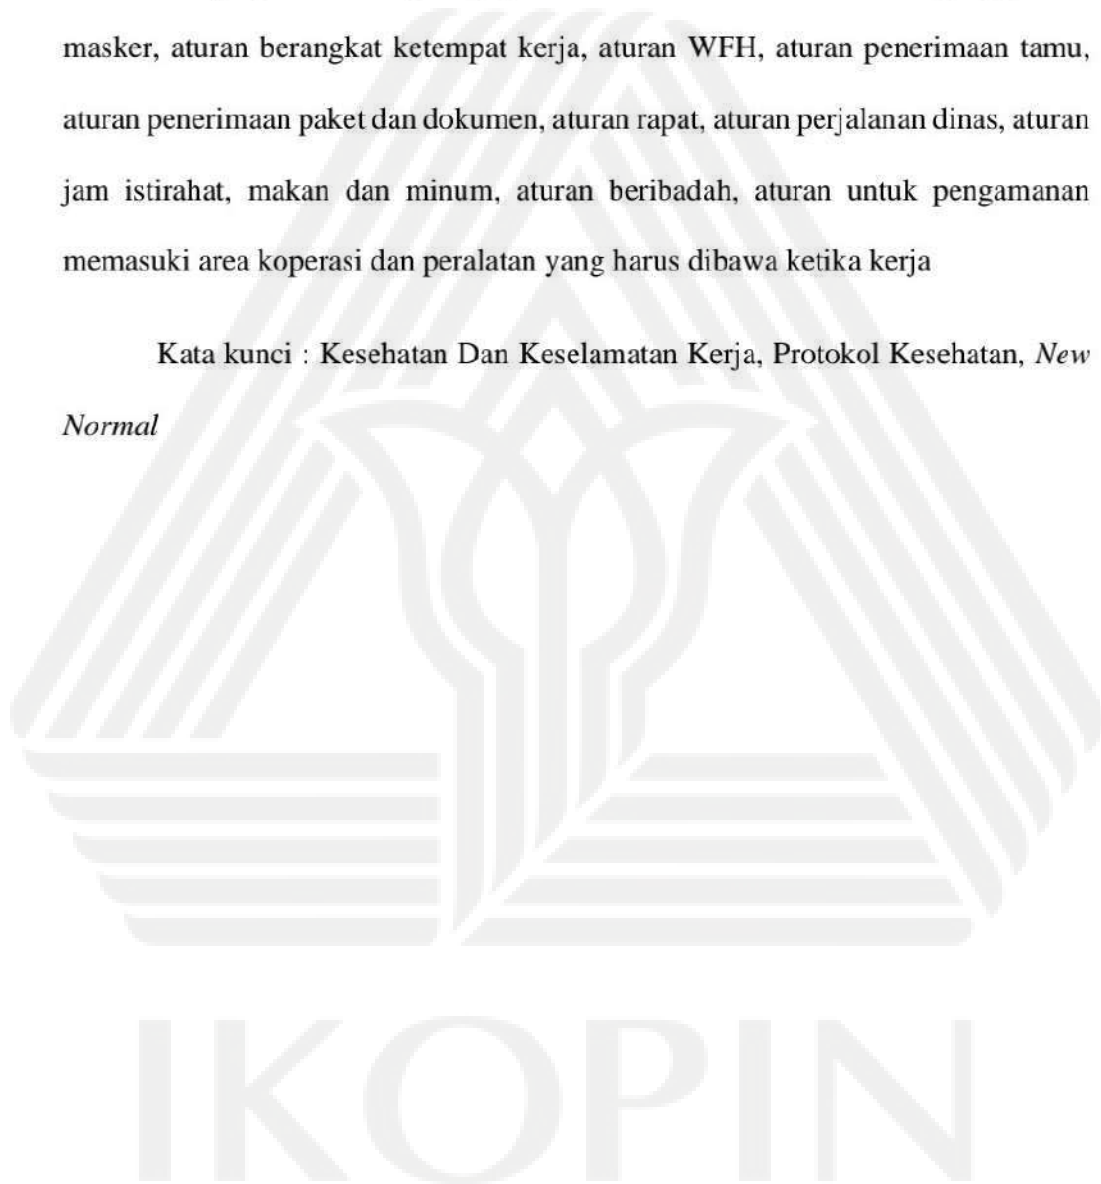 masker, aturan berangkat ketempat kerja, aturan WFH, aturan penerimaan tamu,
aturan penerimaan paket dan dokumen, aturan rapat, aturan perjalanan dinas, aturan
jam istirahat, makan dan minum, aturan beribadah, aturan untuk pengamanan
memasuki area koperasi dan peralatan yang harus dibawa ketika kerja
Kata kunci : Kesehatan Dan Keselamatan Kerja, Protokol Kesehatan, New
Normal
IKOPIN